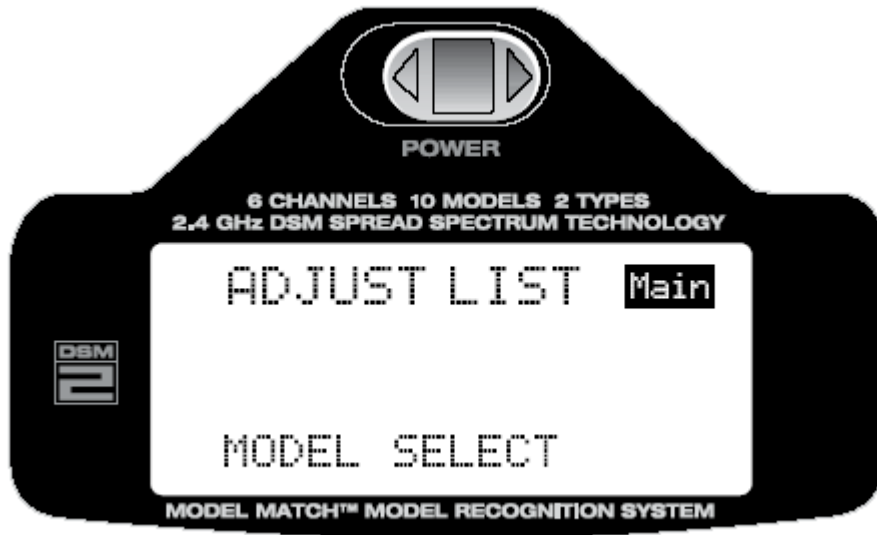 POWER
6 CHANNELS 10 MODELS 2 TYPES
2.4 GHz DSM SPREAD SPECTRUM TECHNOLOGY
ADJUST LIST Main
DSM
2
MODEL SELECT
MODEL MATCH™ MODEL RECOGNITION SYSTEM